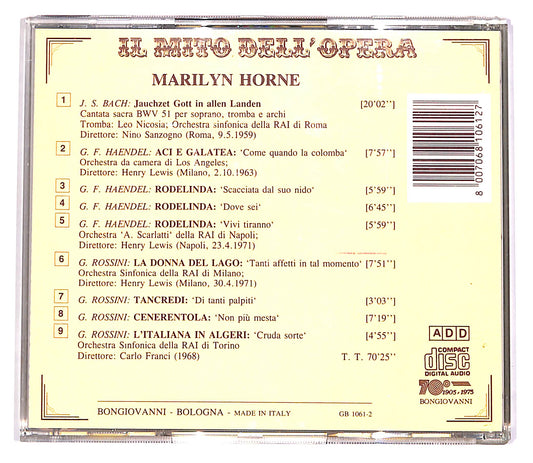 IL MITO DELL'OPERA
MARILYN HORNE
1 J. S. BACH: Jauchzet Gott in allen Landen [20'02'']
Cantata sacra BWV 51 per soprano, tromba e archi
Tromba: Leo Nicosia; Orchestra sinfonica della RAI di Roma
Direttore: Nino Sanzogno (Roma, 9.5.1959)
2 G. F. HAENDEL: ACI E GALATEA: ‘Come quando la colomba’ [7'57'']
Orchestra da camera di Los Angeles;
Direttore: Henry Lewis (Milano, 2.10.1963)
3 G. F. HAENDEL: RODELINDA: ‘Scacciata dal suo nido’ [5'59'']
4 G. F. HAENDEL: RODELINDA: ‘Dove sei’ [6'45'']
5 G. F. HAENDEL: RODELINDA: ‘Vivi tiranno’ [5'59'']
Orchestra ‘A. Scarlatti’ della RAI di Napoli;
Direttore: Henry Lewis (Napoli, 23.4.1971)
6 G. ROSSINI: LA DONNA DEL LAGO: ‘Tanti affetti in tal momento’ [7'51'']
Orchestra Sinfonica della RAI di Milano;
Direttore: Henry Lewis (Milano, 30.4.1971)
7 G. ROSSINI: TANCREDI: ‘Di tanti palpiti’ [3'03'']
8 G. ROSSINI: CENERENTOLA: ‘Non più mesta’ [7'19'']
9 G. ROSSINI: L'ITALIANA IN ALGERI: ‘Cruda sorte’ [4'55'']
Orchestra Sinfonica della RAI di Torino
Direttore: Carlo Franci (1968) T. T. 70'25''
8 007068 106127
ADD
COMPACT
disc
DIGITAL AUDIO
70° 1905-1975
BONGIOVANNI
BONGIOVANNI - BOLOGNA - MADE IN ITALY GB 1061-2